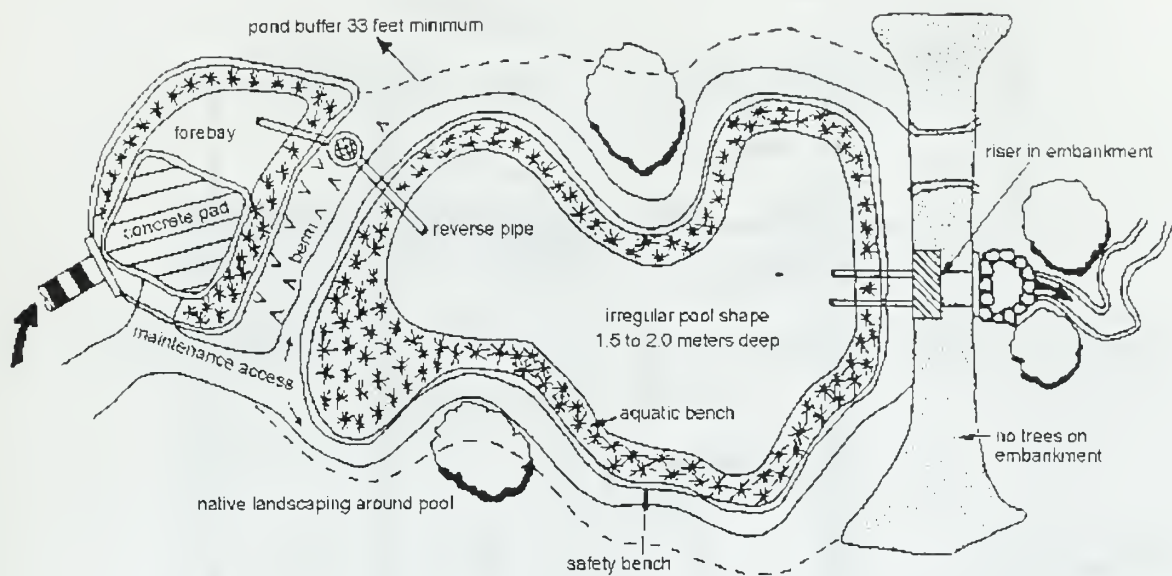 pond buffer 33 feet minimum
forebay
riser in embankment
concrete pad
berm
reverse pipe
irregular pool shape
1.5 to 2.0 meters deep
maintenance access
aquatic bench
no trees on
embankment
native landscaping around pool
safety bench